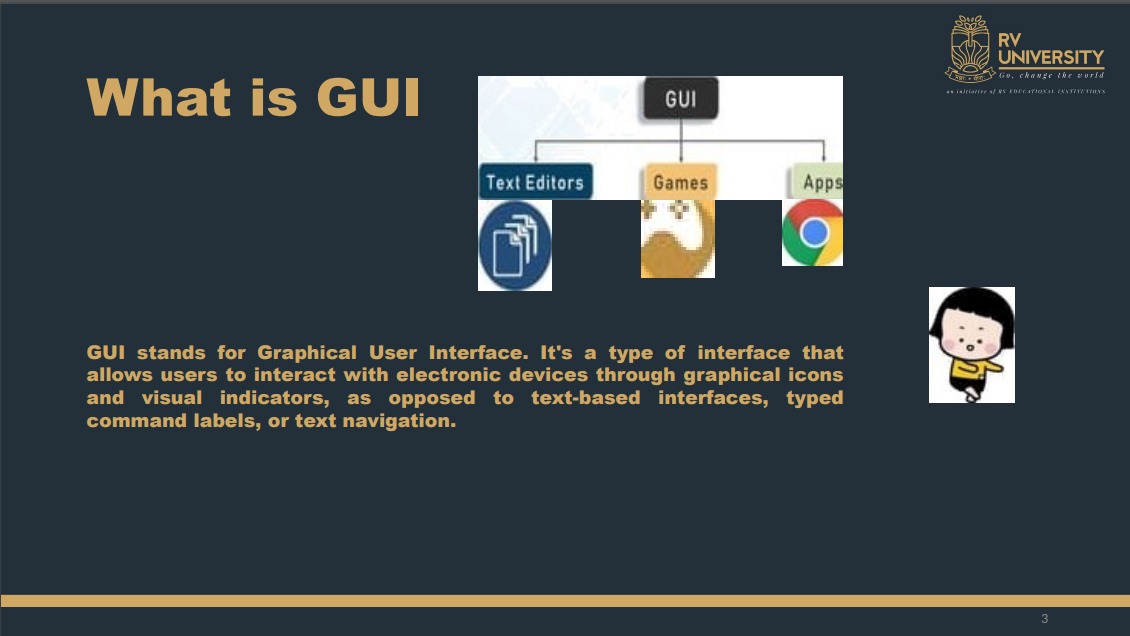 RV
UNIVERSITY
Go, change the world
an initiative of RV EDUCATIONAL INSTITUTIONS
What is GUI
GUI
Text Editors
Games
Apps
GUI stands for Graphical User Interface. It's a type of interface that
allows users to interact with electronic devices through graphical icons
and visual indicators, as opposed to text-based interfaces, typed
command labels, or text navigation.
3